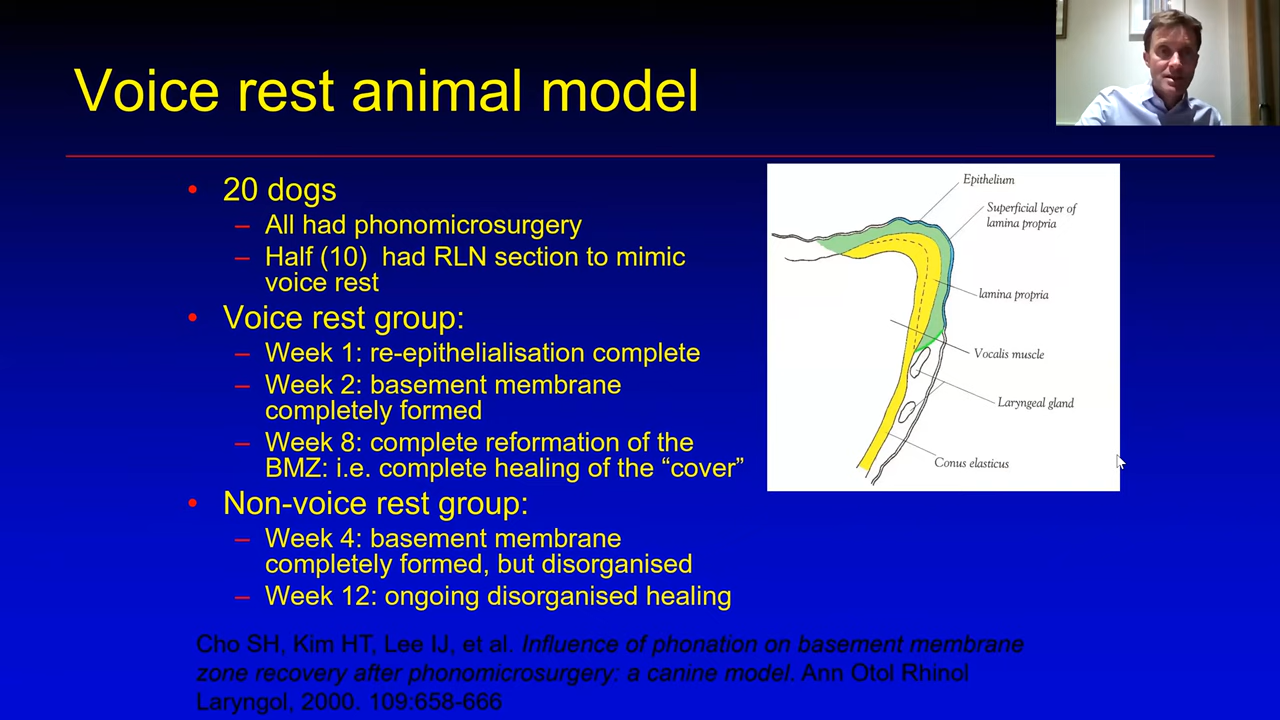 Voice rest animal model
• 20 dogs
– All had phonomicrosurgery
– Half (10) had RLN section to mimic
voice rest
• Voice rest group:
– Week 1: re-epithelialisation complete
– Week 2: basement membrane
completely formed
– Week 8: complete reformation of the
BMZ: i.e. complete healing of the “cover”
• Non-voice rest group:
– Week 4: basement membrane
completely formed, but disorganised
– Week 12: ongoing disorganised healing
Epithelium
Superficial layer of
lamina propria
lamina propria
Vocalis muscle
Laryngeal gland
Conus elasticus
Cho SH, Kim HT, Lee IJ, et al. Influence of phonation on basement membrane
zone recovery after phonomicrosurgery: a canine model. Ann Otol Rhinol
Laryngol, 2000. 109:658-666